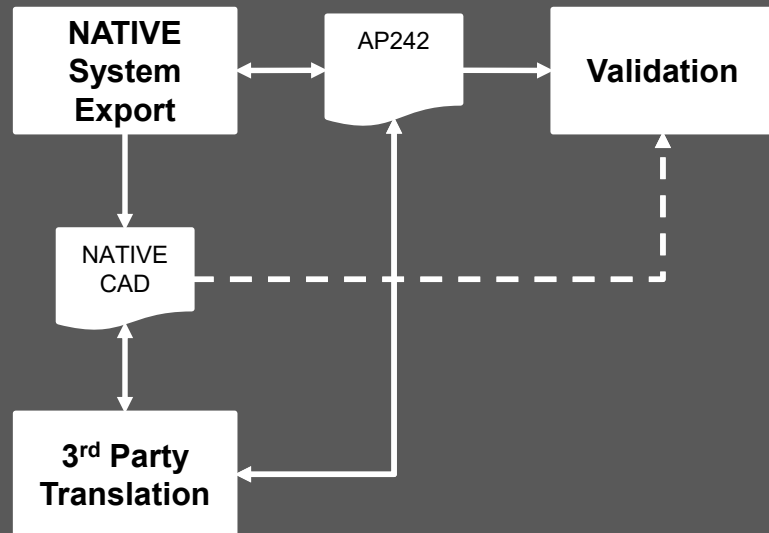 NATIVE
System
Export
AP242
Validation
NATIVE
CAD
3rd Party
Translation